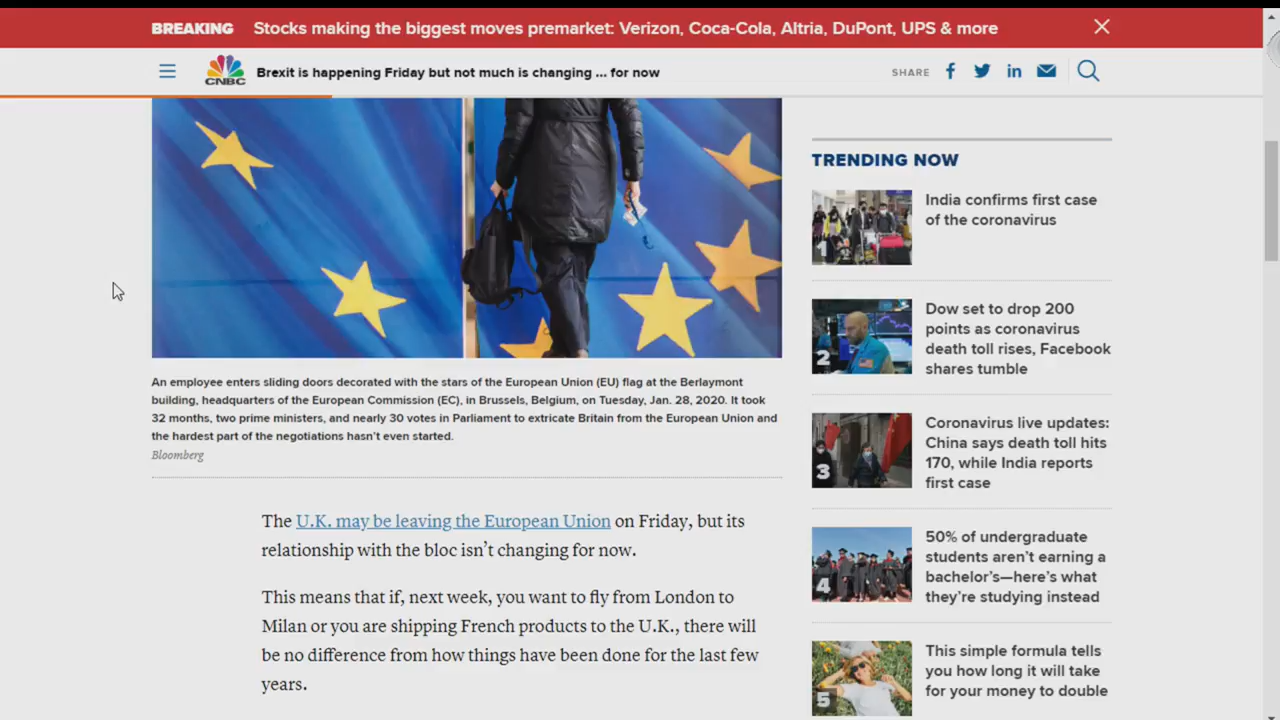 BREAKING Stocks making the biggest moves premarket: Verizon, Coca-Cola, Altria, DuPont, UPS & more
CNBC
Brexit is happening Friday but not much is changing ... for now
SHARE
An employee enters sliding doors decorated with the stars of the European Union (EU) flag at the Berlaymont
building, headquarters of the European Commission (EC), in Brussels, Belgium, on Tuesday, Jan. 28, 2020. It took
32 months, two prime ministers, and nearly 30 votes in Parliament to extricate Britain from the European Union and
the hardest part of the negotiations hasn't even started.
Bloomberg
The U.K. may be leaving the European Union on Friday, but its
relationship with the bloc isn't changing for now.
This means that if, next week, you want to fly from London to
Milan or you are shipping French products to the U.K., there will
be no difference from how things have been done for the last few
years.
TRENDING NOW
1
India confirms first case
of the coronavirus
2
Dow set to drop 200
points as coronavirus
death toll rises, Facebook
shares tumble
3
Coronavirus live updates:
China says death toll hits
170, while India reports
first case
4
50% of undergraduate
students aren't earning a
bachelor's—here's what
they're studying instead
5
This simple formula tells
you how long it will take
for your money to double